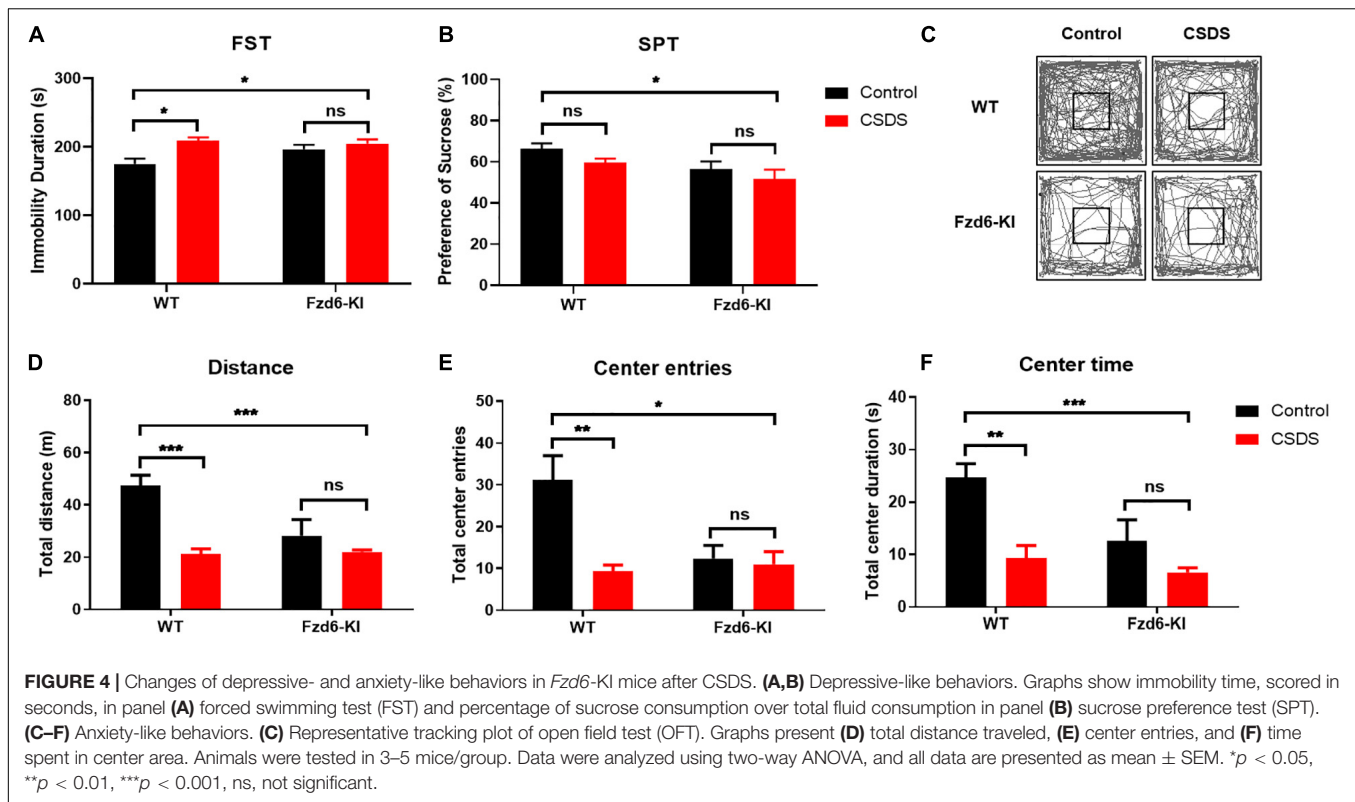 A
FST
Immobility Duration (s)
300
200
100
0
*
*
ns
WT
Fzd6-KI
B
SPT
Preference of Sucrose (%)
100
80
60
40
20
0
*
ns
ns
WT
Fzd6-KI
Control
CSDS
C
Control
CSDS
WT
Fzd6-KI
D
Distance
Total distance (m)
80
60
40
20
0
***
***
ns
WT
Fzd6-KI
E
Center entries
Total center entries
50
40
30
20
10
0
*
**
ns
WT
Fzd6-KI
F
Center time
Total center duration (s)
40
30
20
10
0
***
**
ns
WT
Fzd6-KI
Control
CSDS
FIGURE 4 | Changes of depressive- and anxiety-like behaviors in Fzd6-KI mice after CSDS. (A,B) Depressive-like behaviors. Graphs show immobility time, scored in
seconds, in panel (A) forced swimming test (FST) and percentage of sucrose consumption over total fluid consumption in panel (B) sucrose preference test (SPT).
(C–F) Anxiety-like behaviors. (C) Representative tracking plot of open field test (OFT). Graphs present (D) total distance traveled, (E) center entries, and (F) time
spent in center area. Animals were tested in 3–5 mice/group. Data were analyzed using two-way ANOVA, and all data are presented as mean ± SEM. *p < 0.05,
**p < 0.01, ***p < 0.001, ns, not significant.